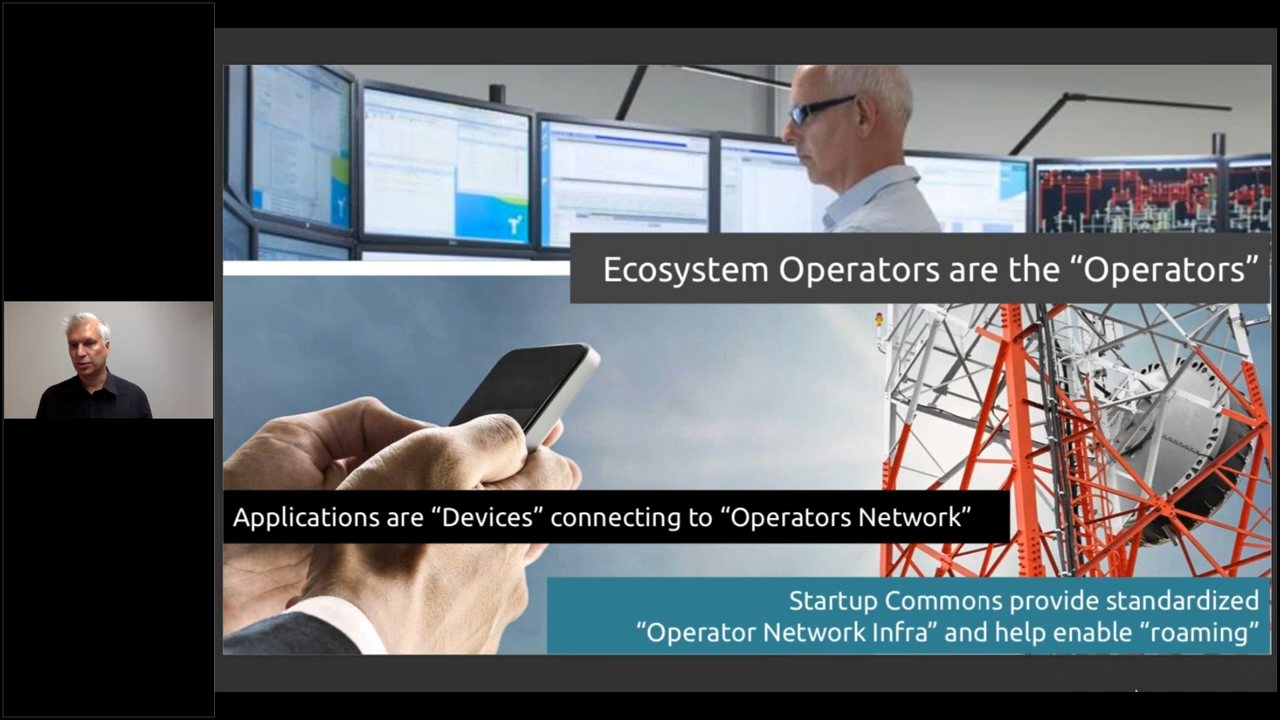 Ecosystem Operators are the “Operators”
Applications are “Devices” connecting to “Operators Network”
Startup Commons provide standardized
“Operator Network Infra” and help enable “roaming”